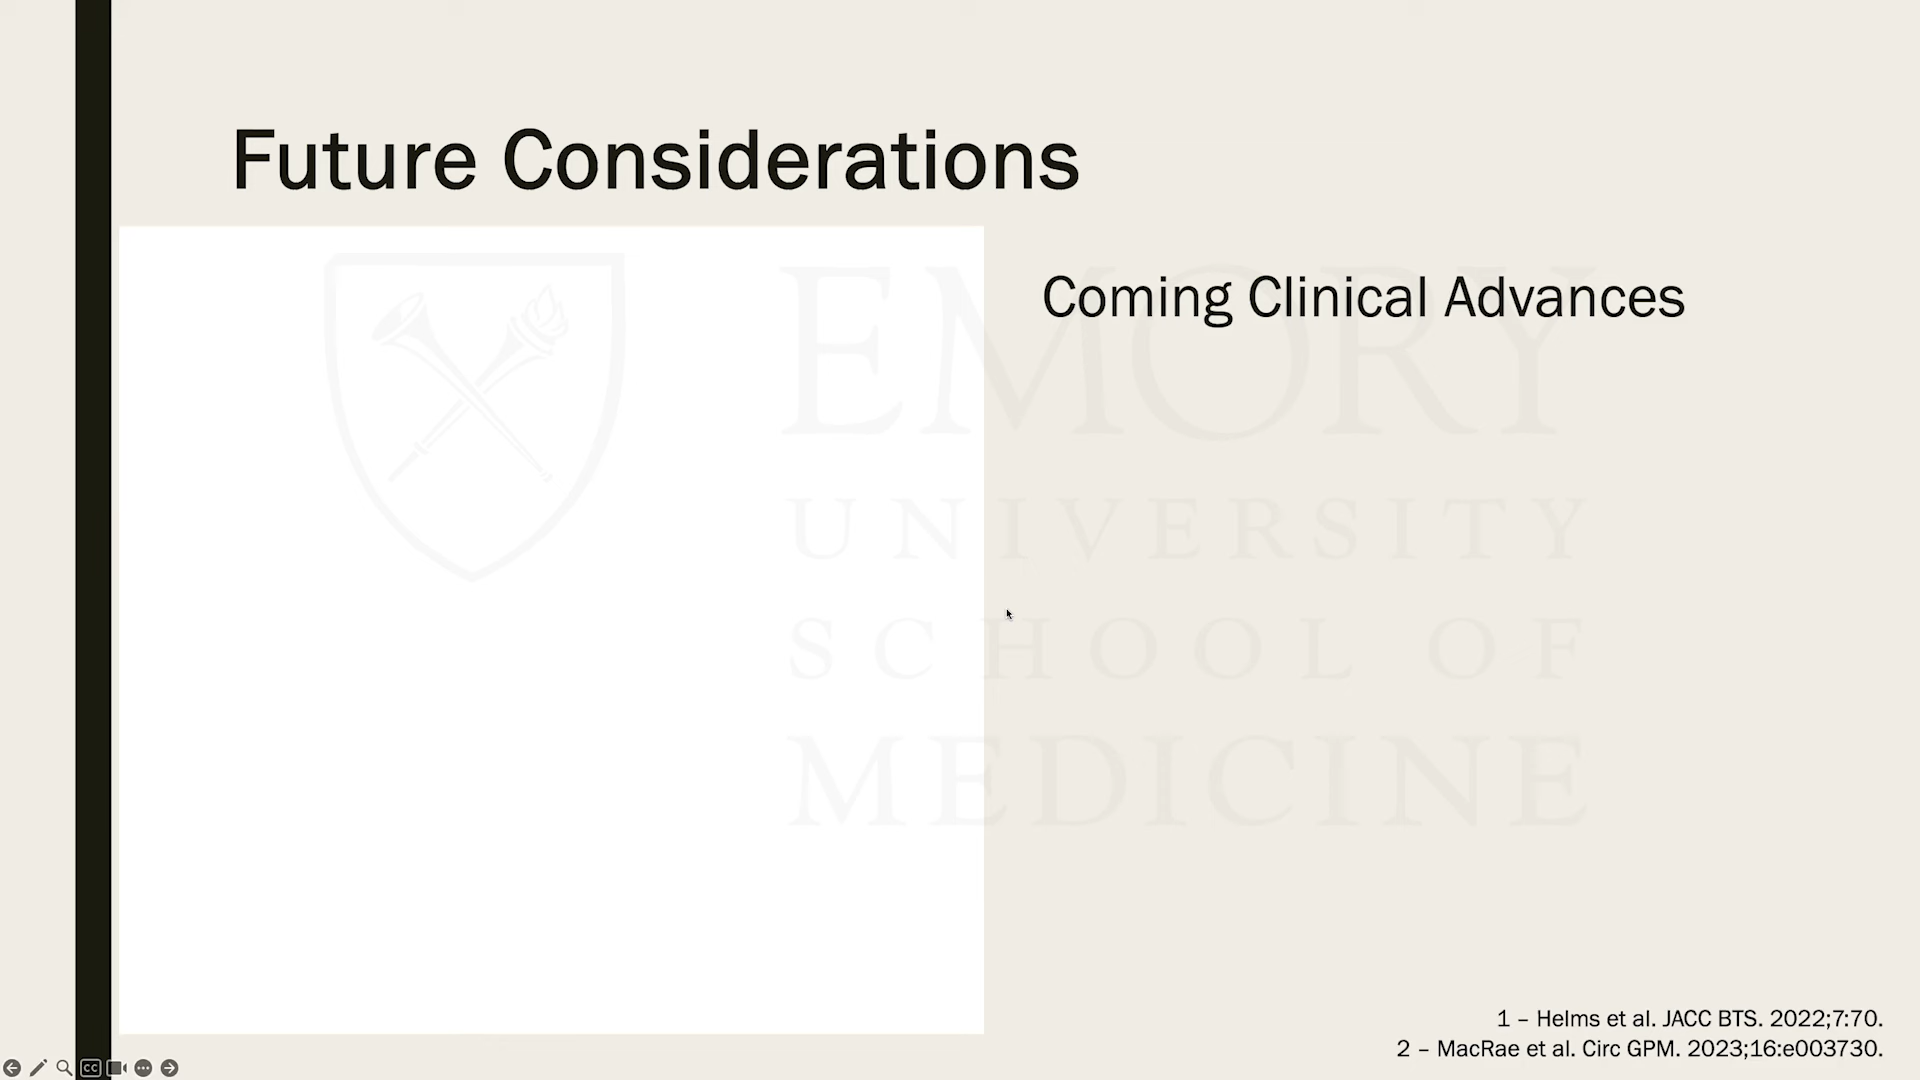 Future Considerations
Coming Clinical Advances
EMORY
UNIVERSITY
SCHOOL OF
MEDICINE
1 – Helms et al. JACC BTS. 2022;7:70.
2 – MacRae et al. Circ GPM. 2023;16:e003730.
CC